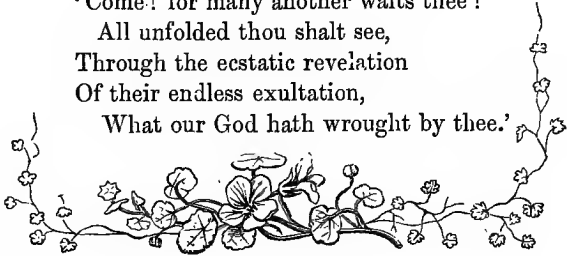 'Come! for many another waits thee!
All unfolded thou shalt see,
Through the ecstatic revelation
Of their endless exultation,
What our God hath wrought by thee.'